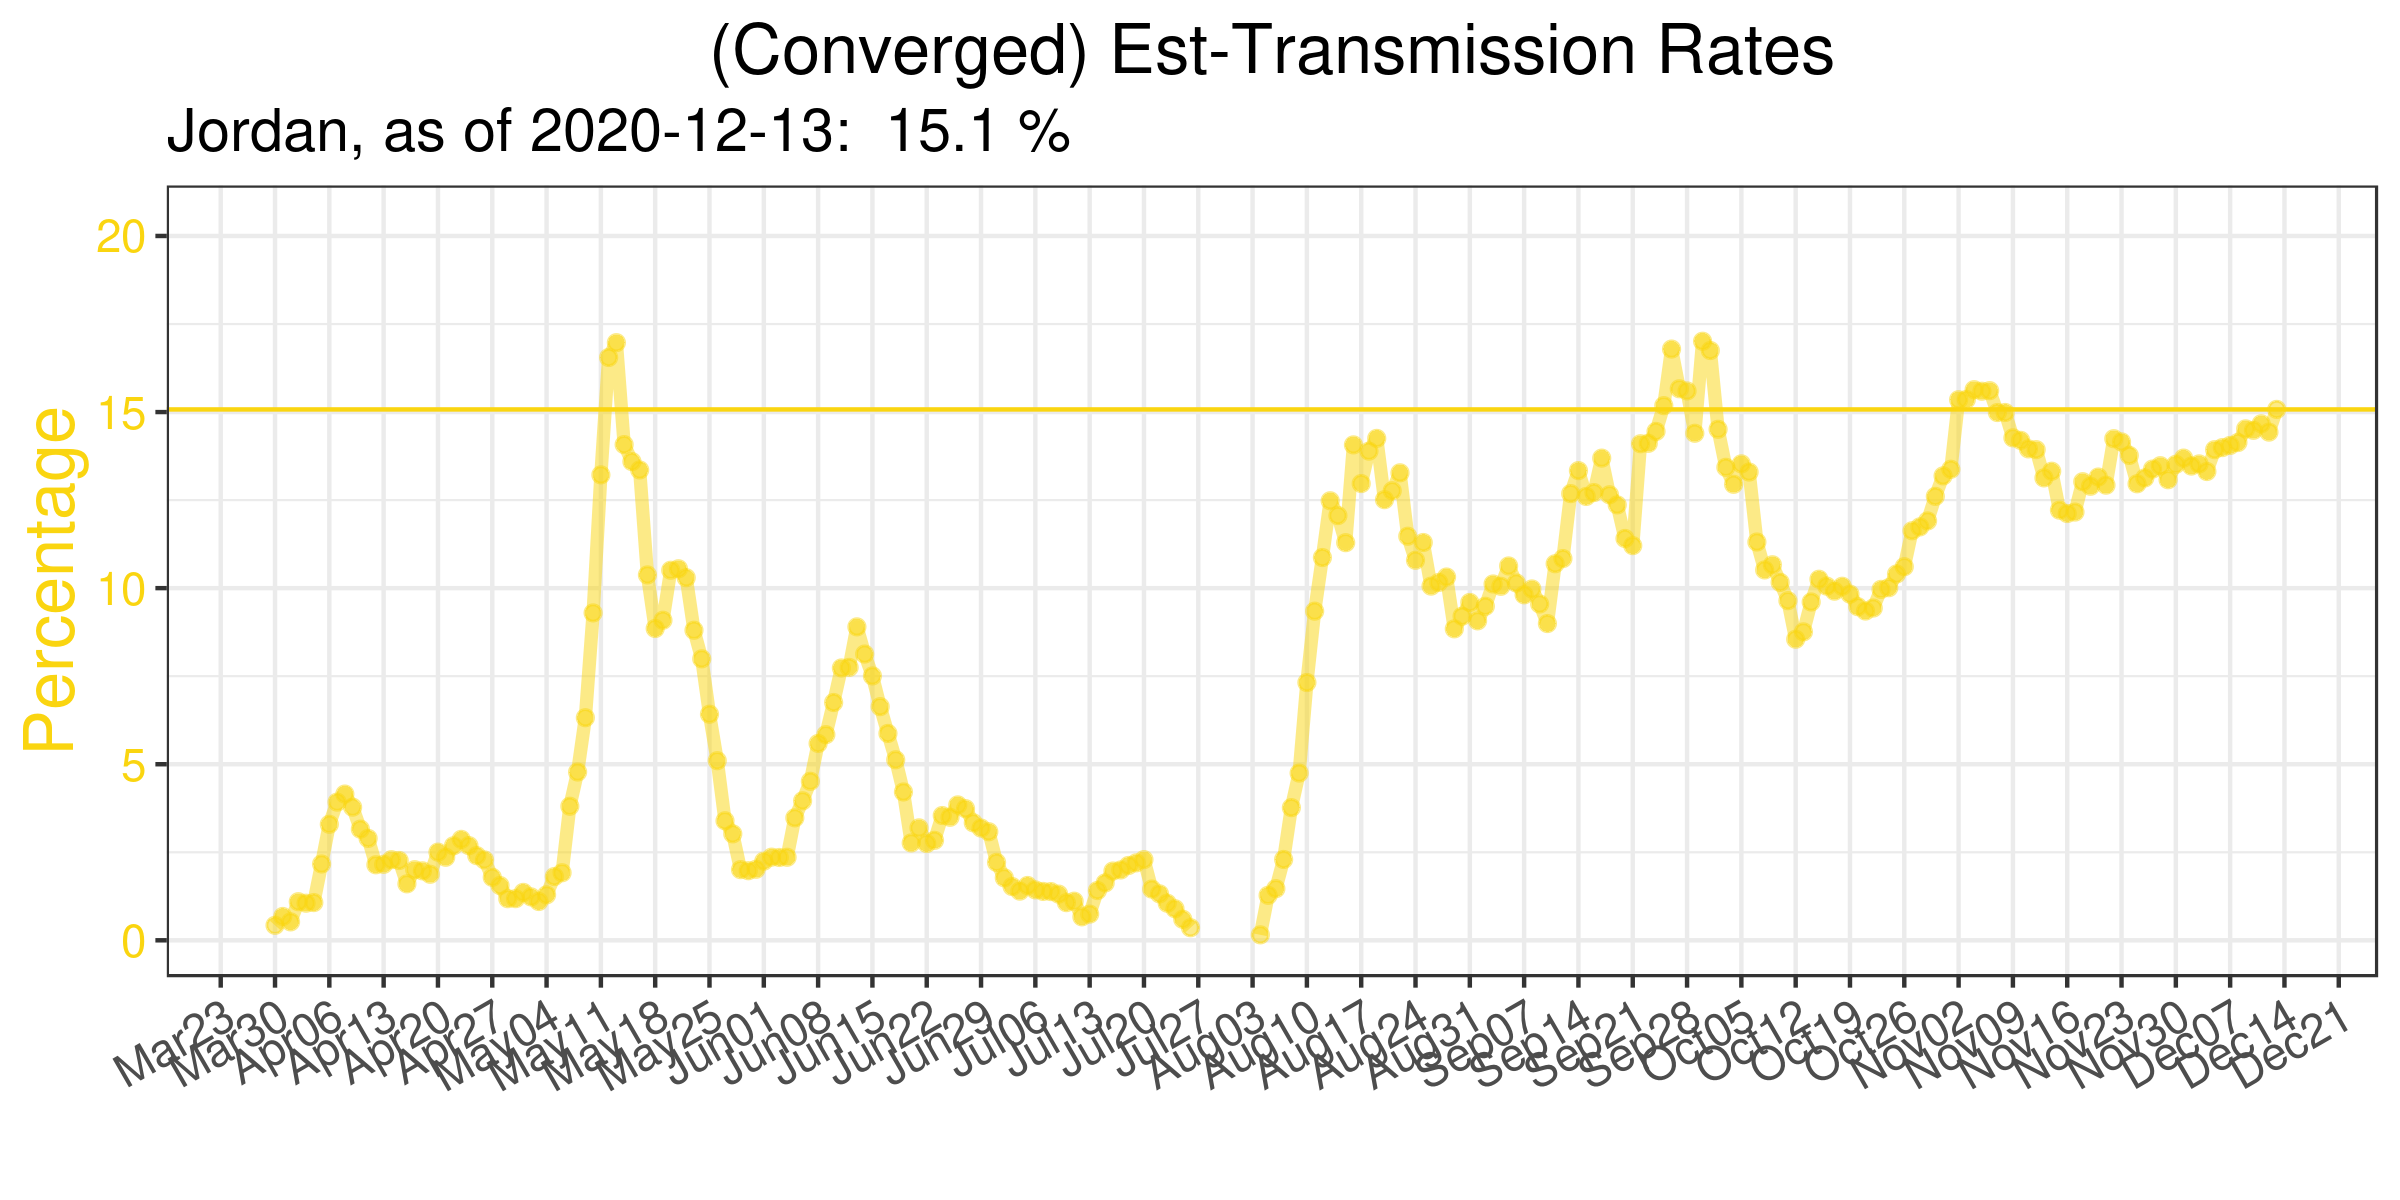 (Converged) Est-Transmission Rates
Jordan, as of 2020-12-13:  15.1 %
Percentage
20
15
10
5
0
Mar23
Mar30
Apr06
Apr13
Apr20
Apr27
May04
May11
May18
May25
Jun01
Jun08
Jun15
Jun22
Jun29
Jul06
Jul13
Jul20
Jul27
Aug03
Aug10
Aug17
Aug24
Aug31
Sep07
Sep14
Sep21
Sep28
Oct05
Oct12
Oct19
Oct26
Nov02
Nov09
Nov16
Nov23
Nov30
Dec07
Dec14
Dec21